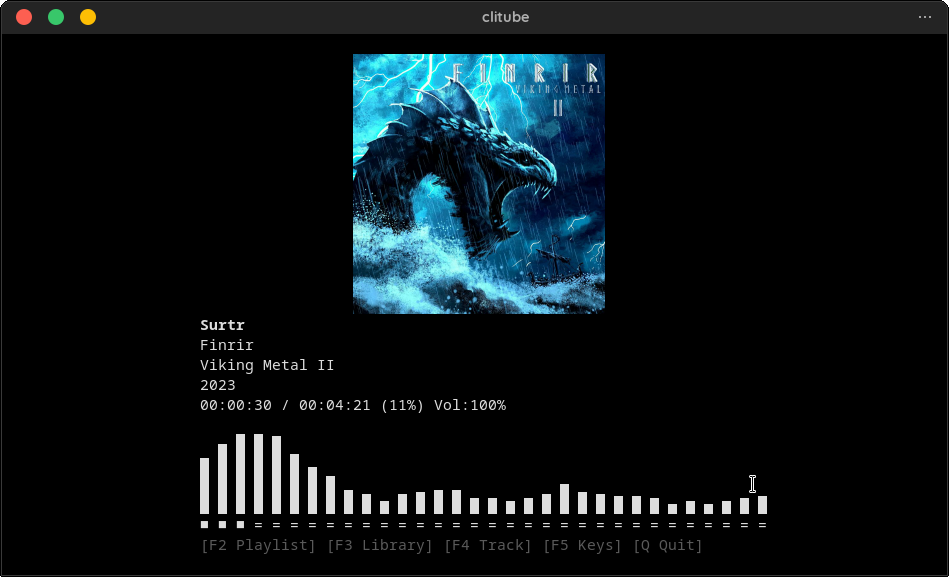 clitube
FINRIR
VIKING METAL
II
Surtr
Finrir
Viking Metal II
2023
00:00:30 / 00:04:21 (11%) Vol:100%
[F2 Playlist] [F3 Library] [F4 Track] [F5 Keys] [Q Quit]